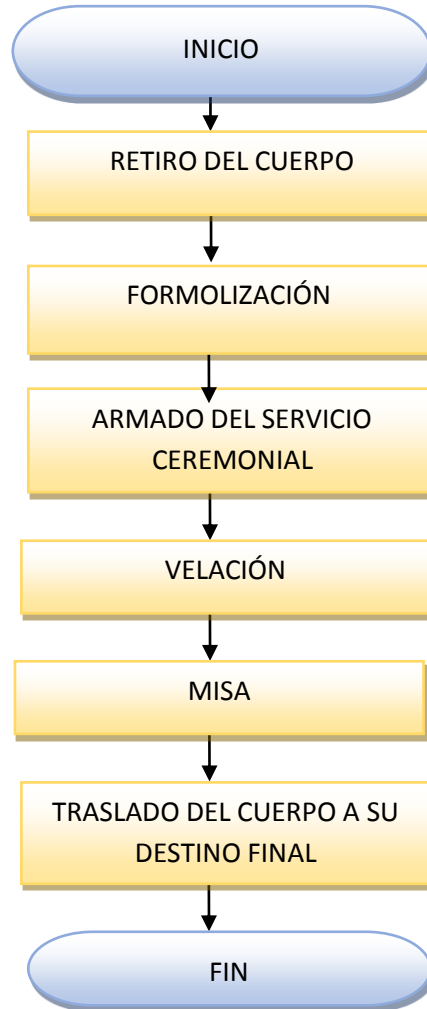 INICIO
RETIRO DEL CUERPO
FORMOLIZACIÓN
ARMADO DEL SERVICIO
CEREMONIAL
VELACIÓN
MISA
TRASLADO DEL CUERPO A SU
DESTINO FINAL
FIN